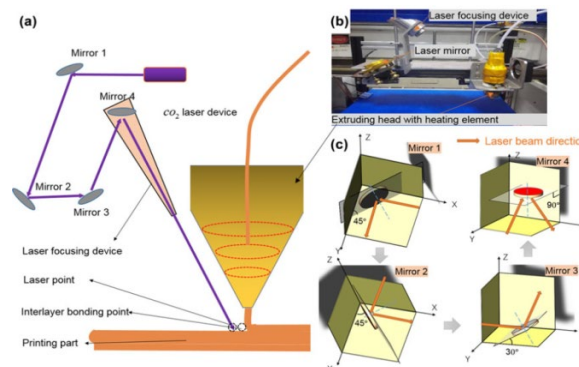 (a)
Mirror 1
Mirror 4
co₂ laser device
Mirror 2
Mirror 3
Laser focusing device
Laser point
Interlayer bonding point
Printing part
(b)
Laser focusing device
Laser mirror
Extruding head with heating element
(c)
Laser beam direction
Z
Mirror 1
X
45°
Y
Z
Mirror 4
90°
X
Y
Z
Mirror 2
X
45°
Y
Z
Mirror 3
X
30°
Y